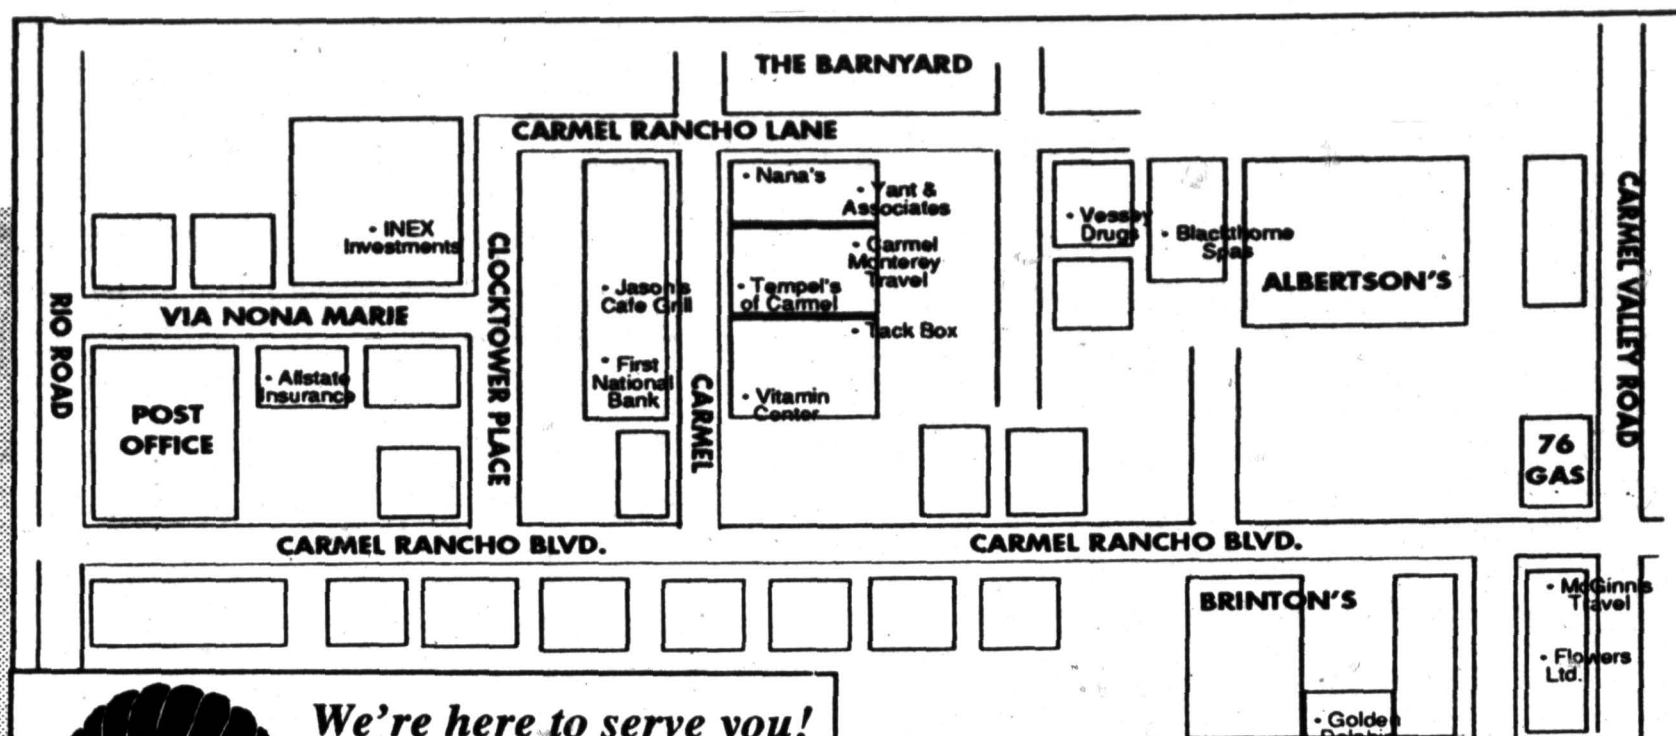 THE BARNYARD
CARMEL RANCHO LANE
• Nana's
• Yant &
Associates
• INEX
Investments
• Vessey
Drugs
• Blackthorne
Spas
• Carmel
Monterey
Travel
ALBERTSON'S
CARMEL VALLEY ROAD
CLOCKTOWER PLACE
• Jason's
Cafe Grill
• Tempel's
of Carmel
RIO ROAD
VIA NONA MARIE
• Tack Box
• Allstate
Insurance
• First
National
Bank
CARMEL
• Vitamin
Center
POST
OFFICE
76
GAS
CARMEL RANCHO BLVD.
CARMEL RANCHO BLVD.
BRINTON'S
• McGinnis
Travel
• Flowers
Ltd.
We're here to serve you!
• Golden
Dolphin